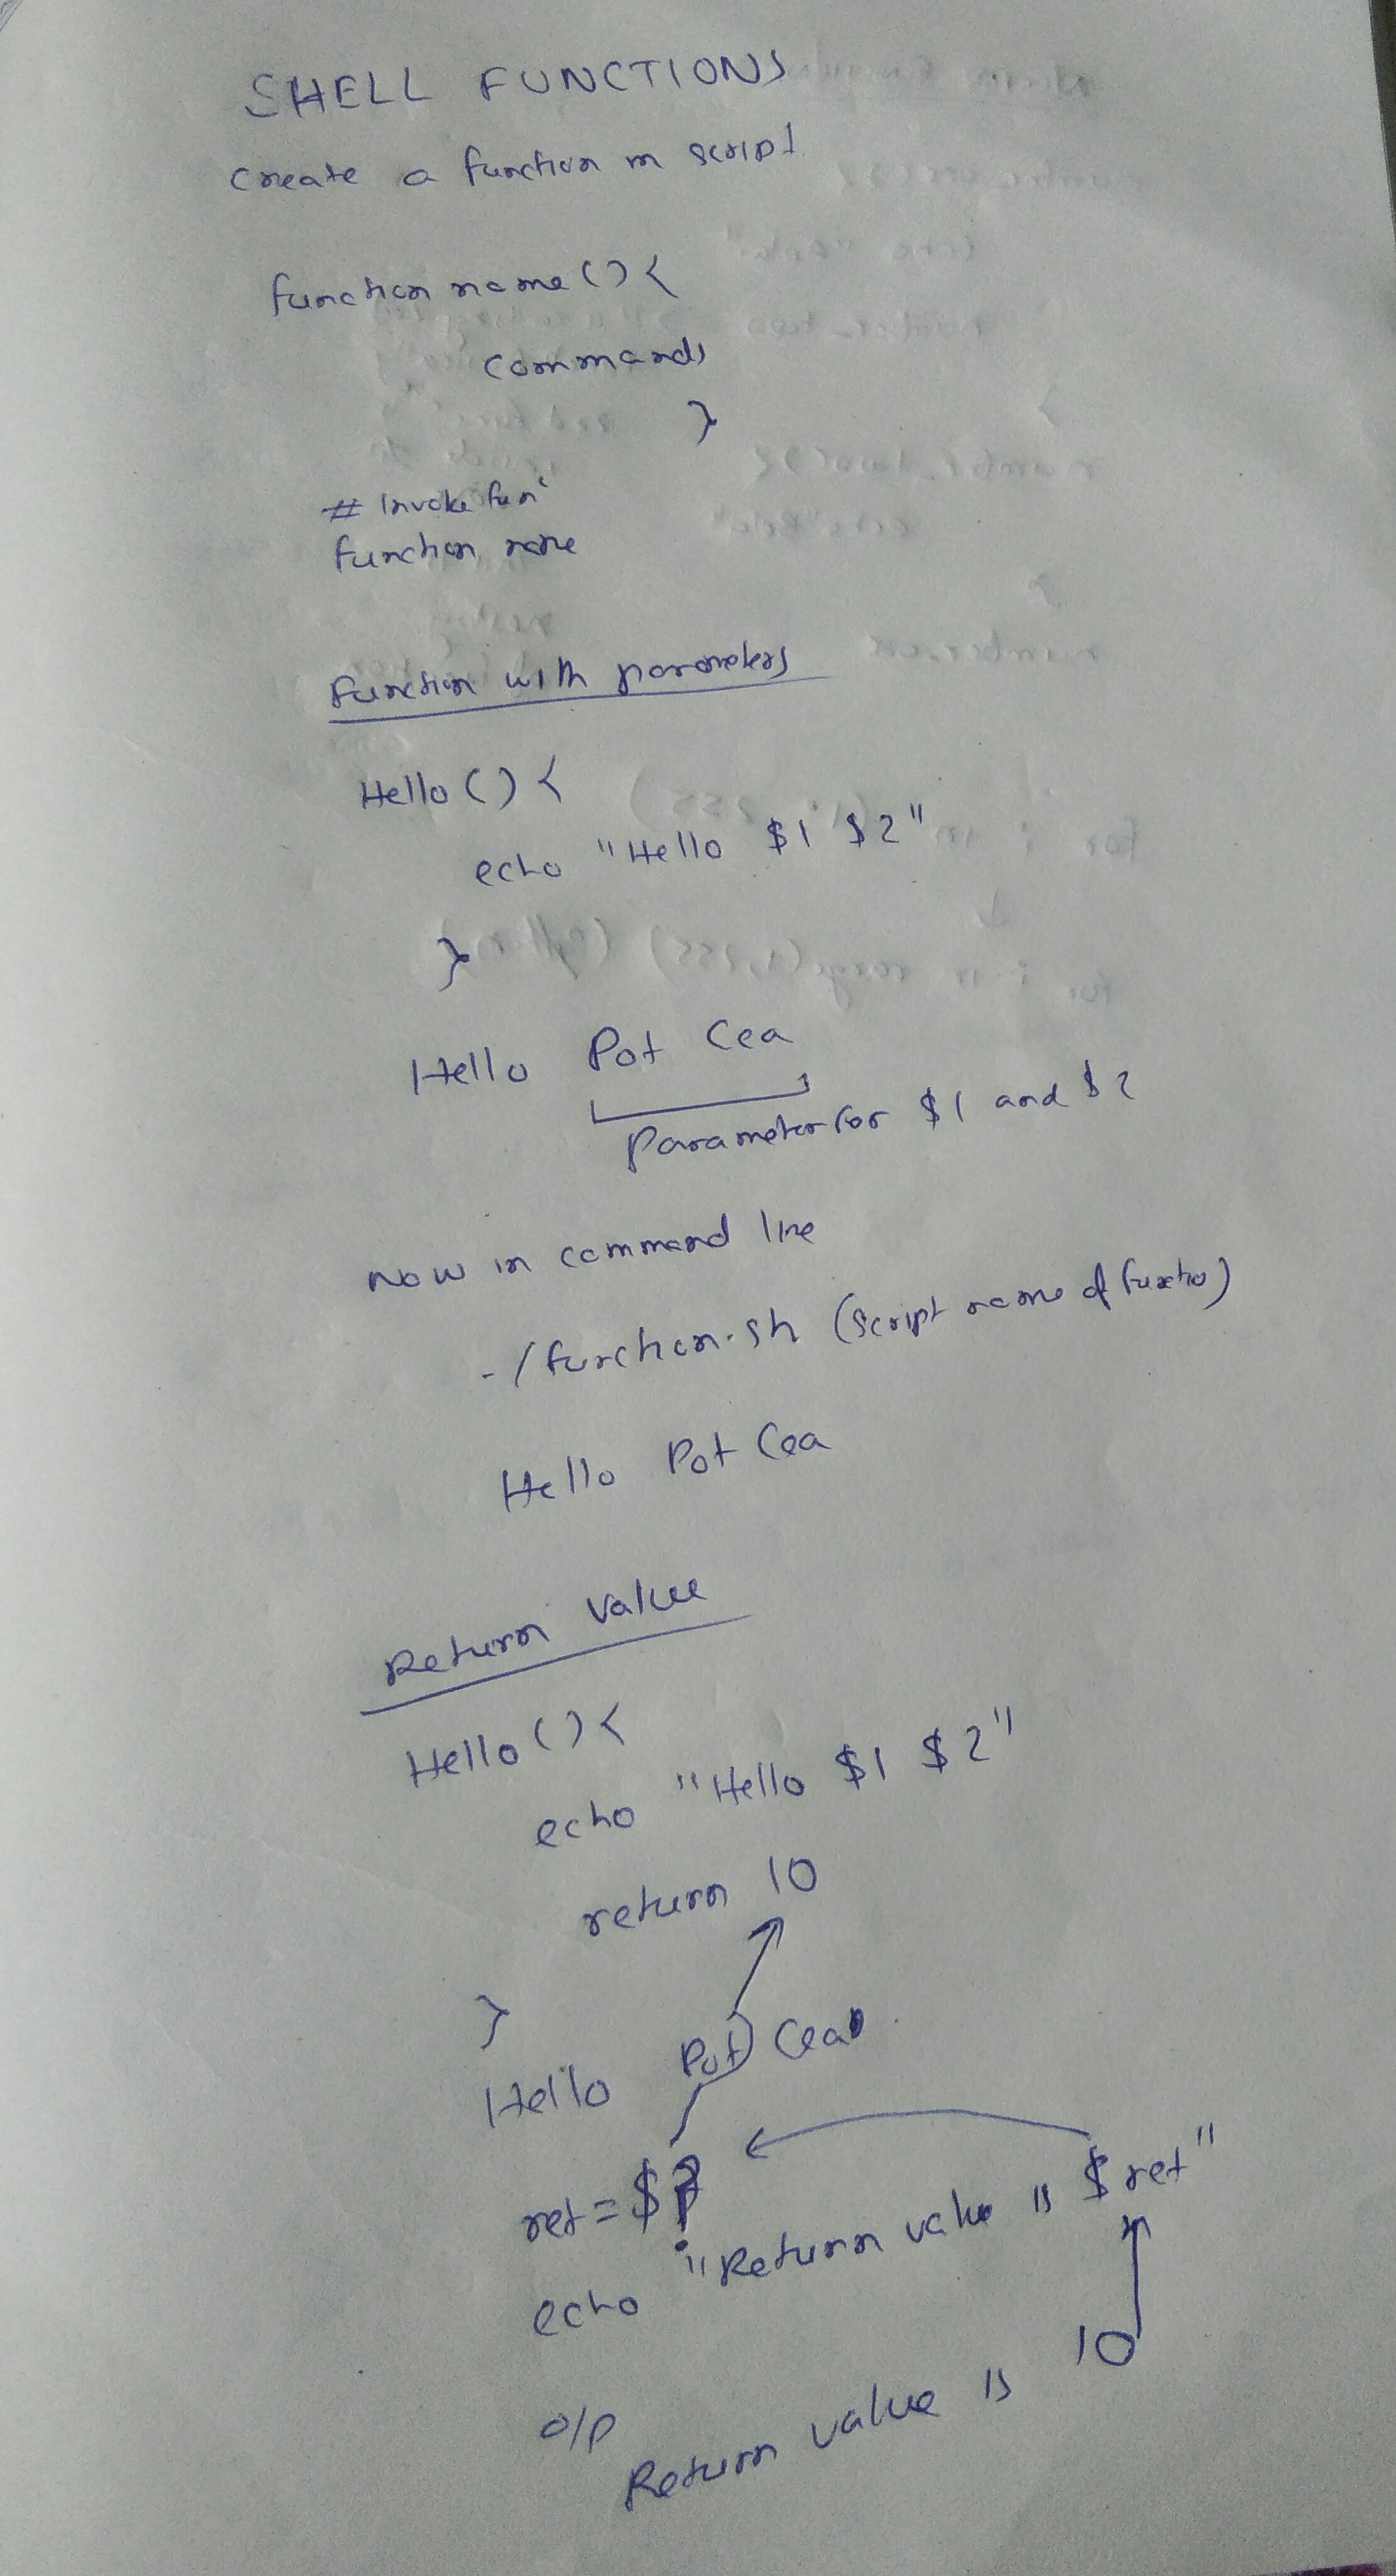 SHELL FUNCTIONS
Create a function in script
function name () {
commands
}
# Invoke fun
function name
Function with parameters
Hello () {
echo "Hello $1 $2"
}
Hello Pot Cea
Parameter for $1 and $2
Now in command line
./function.sh (script name of functio)
Hello Pot Cea
Return Value
Hello () {
echo "Hello $1 $2"
return 10
}
Hello Pot Cea
ret = $?
echo "Return value is $ret"
10
o/p
Return value is